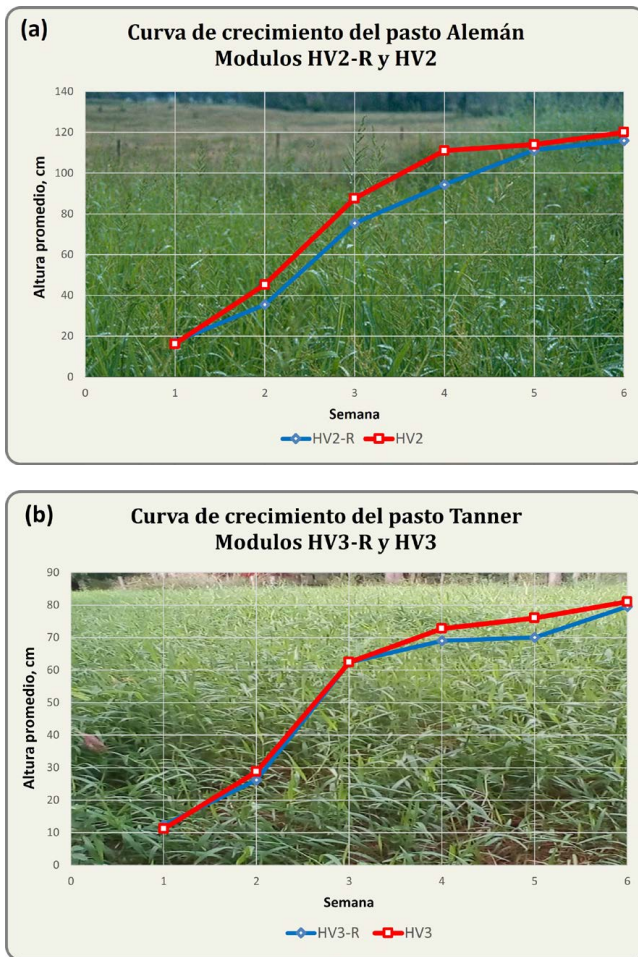 (a)
Curva de crecimiento del pasto Alemán
Modulos HV2-R y HV2
140
120
100
80
60
40
20
0
Altura promedio, cm
0 1 2 3 4 5 6
Semana
HV2-R HV2
(b)
Curva de crecimiento del pasto Tanner
Modulos HV3-R y HV3
90
80
70
60
50
40
30
20
10
0
Altura promedio, cm
0 1 2 3 4 5 6
Semana
HV3-R HV3